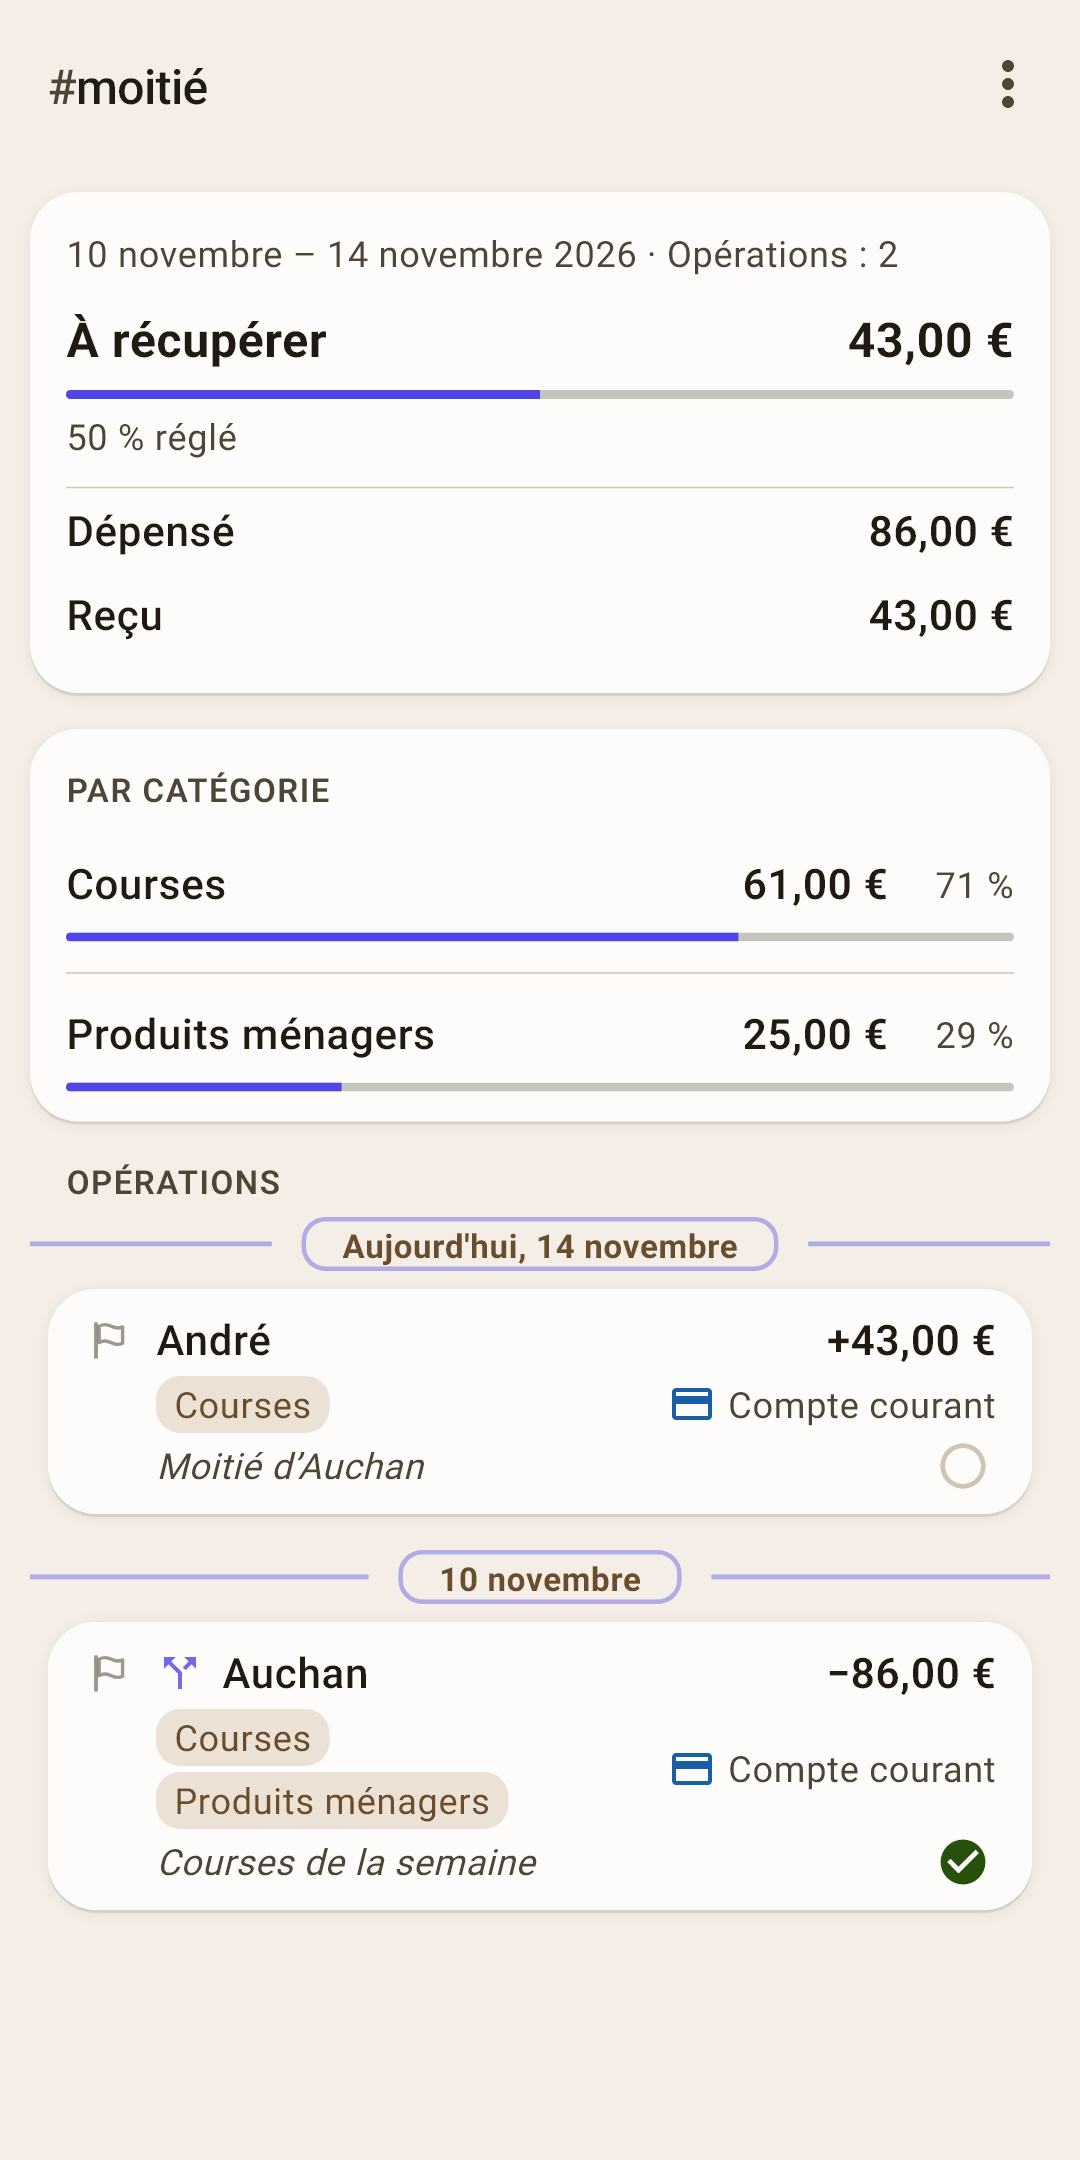 #moitié
10 novembre – 14 novembre 2026 · Opérations : 2
À récupérer 43,00 €
50 % réglé
Dépensé 86,00 €
Reçu 43,00 €
PAR CATÉGORIE
Courses 61,00 € 71 %
Produits ménagers 25,00 € 29 %
OPÉRATIONS
Aujourd'hui, 14 novembre
André +43,00 €
Courses Compte courant
Moitié d’Auchan
10 novembre
Auchan −86,00 €
Courses
Compte courant
Produits ménagers
Courses de la semaine